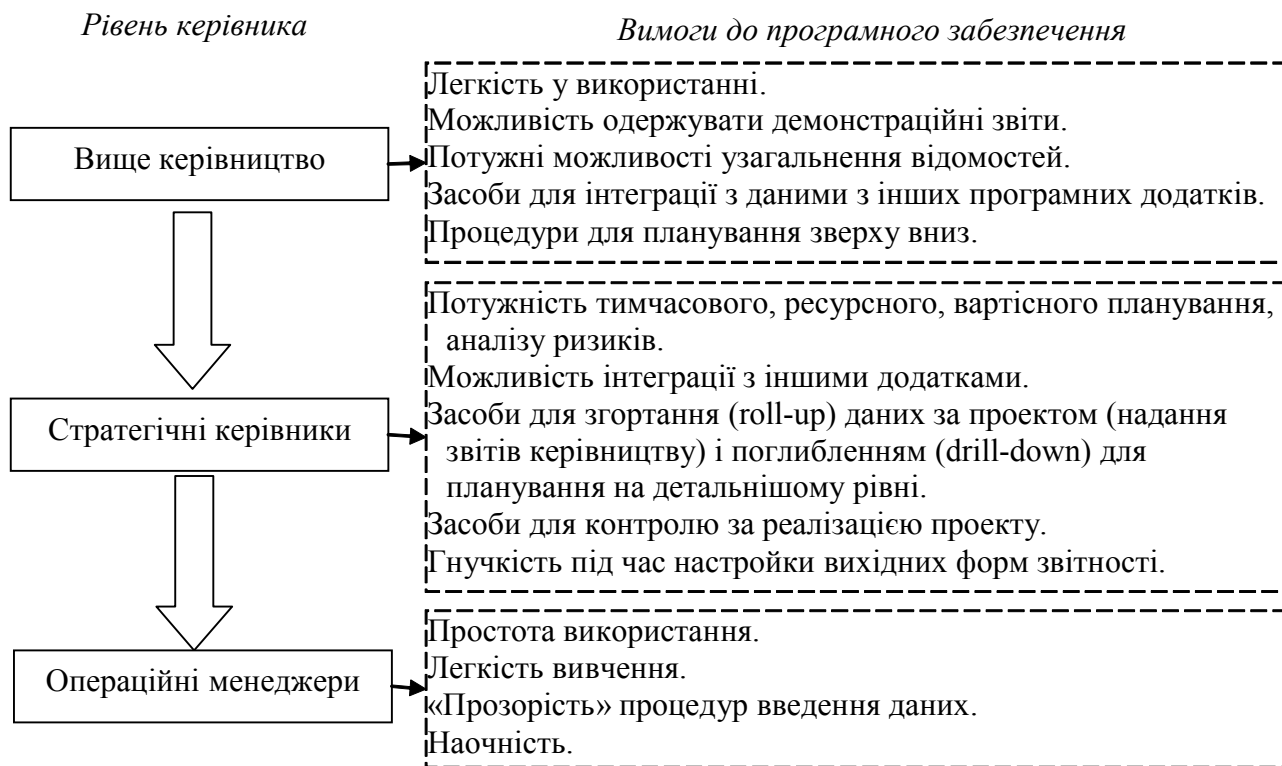 Рівень керівника
Вимоги до програмного забезпечення
Вище керівництво
Легкість у використанні.
Можливість одержувати демонстраційні звіти.
Потужні можливості узагальнення відомостей.
Засоби для інтеграції з даними з інших програмних додатків.
Процедури для планування зверху вниз.
Стратегічні керівники
Потужність тимчасового, ресурсного, вартісного планування,
аналізу ризиків.
Можливість інтеграції з іншими додатками.
Засоби для згортання (roll-up) даних за проектом (надання
звітів керівництву) і поглибленням (drill-down) для
планування на детальнішому рівні.
Засоби для контролю за реалізацією проекту.
Гнучкість під час настройки вихідних форм звітності.
Операційні менеджери
Простота використання.
Легкість вивчення.
«Прозорість» процедур введення даних.
Наочність.